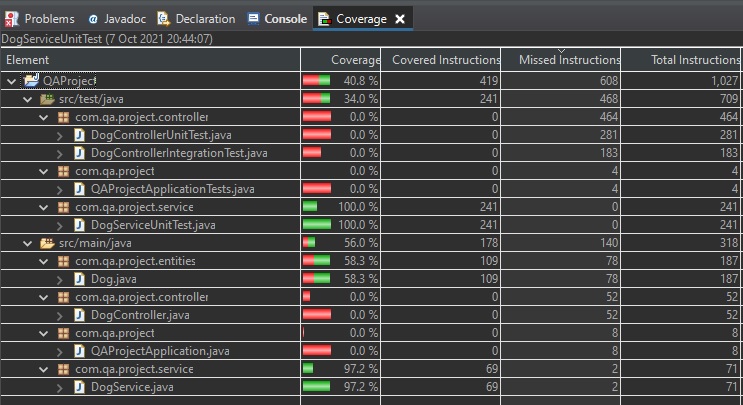 Problems Javadoc Declaration Console Coverage
DogServiceUnitTest (7 Oct 2021 20:44:07)
Element Coverage Covered Instructions Missed Instructions Total Instructions
QAProject 40.8 % 419 608 1,027
src/test/java 34.0 % 241 468 709
com.qa.project.controller 0.0 % 0 464 464
DogControllerUnitTest.java 0.0 % 0 281 281
DogControllerIntegrationTest.java 0.0 % 0 183 183
com.qa.project 0.0 % 0 4 4
QAProjectApplicationTests.java 0.0 % 0 4 4
com.qa.project.service 100.0 % 241 0 241
DogServiceUnitTest.java 100.0 % 241 0 241
src/main/java 56.0 % 178 140 318
com.qa.project.entities 58.3 % 109 78 187
Dog.java 58.3 % 109 78 187
com.qa.project.controller 0.0 % 0 52 52
DogController.java 0.0 % 0 52 52
com.qa.project 0.0 % 0 8 8
QAProjectApplication.java 0.0 % 0 8 8
com.qa.project.service 97.2 % 69 2 71
DogService.java 97.2 % 69 2 71